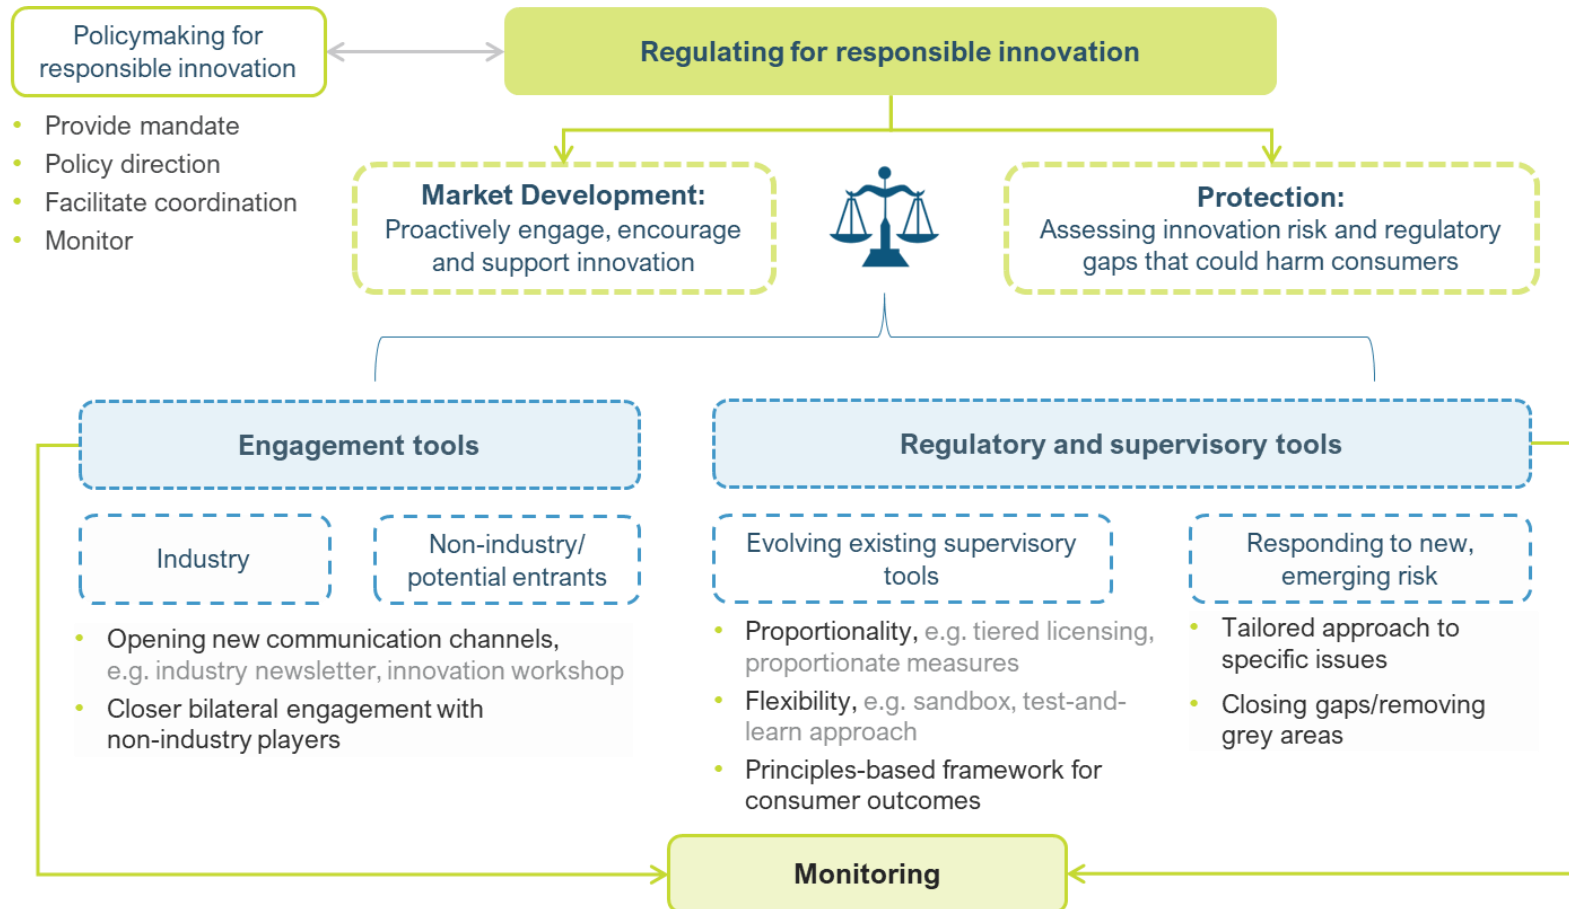 Policymaking for
responsible innovation
Regulating for responsible innovation
• Provide mandate
• Policy direction
• Facilitate coordination
• Monitor
Market Development:
Proactively engage, encourage
and support innovation
Protection:
Assessing innovation risk and regulatory
gaps that could harm consumers
Engagement tools
Regulatory and supervisory tools
Industry
Non-industry/
potential entrants
Evolving existing supervisory
tools
Responding to new,
emerging risk
• Opening new communication channels,
e.g. industry newsletter, innovation workshop
• Closer bilateral engagement with
non-industry players
• Proportionality, e.g. tiered licensing,
proportionate measures
• Flexibility, e.g. sandbox, test-and-
learn approach
• Principles-based framework for
consumer outcomes
• Tailored approach to
specific issues
• Closing gaps/removing
grey areas
Monitoring